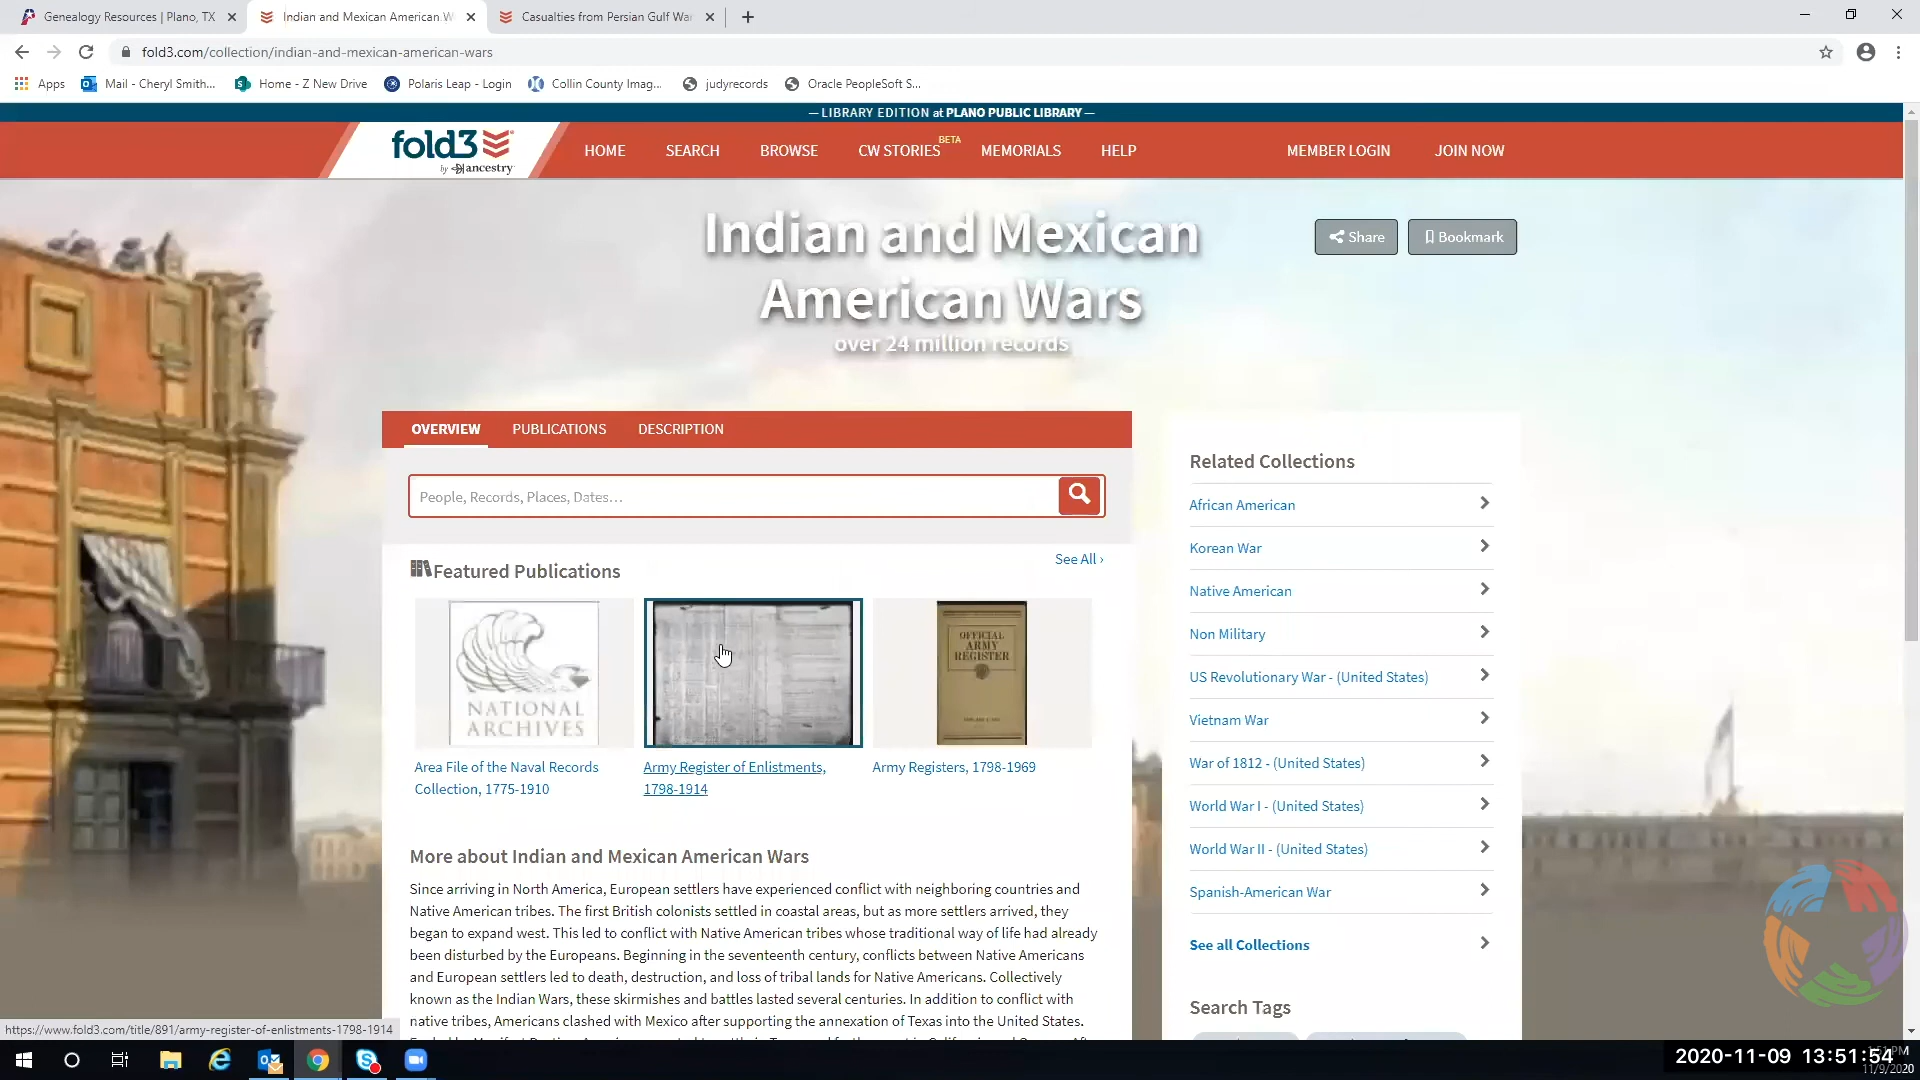 Genealogy Resources | Plano, TX
Indian and Mexican American W
Casualties from Persian Gulf War
fold3.com/collection/indian-and-mexican-american-wars
Apps
Mail - Cheryl Smith...
Home - Z New Drive
Polaris Leap - Login
Collin County Imag...
judyrecords
Oracle PeopleSoft S...
— LIBRARY EDITION at PLANO PUBLIC LIBRARY —
fold3
by ancestry
HOME
SEARCH
BROWSE
CW STORIES BETA
MEMORIALS
HELP
MEMBER LOGIN
JOIN NOW
Indian and Mexican
American Wars
over 24 million records
Share
Bookmark
OVERVIEW
PUBLICATIONS
DESCRIPTION
People, Records, Places, Dates...
See All ›
Featured Publications
NATIONAL
ARCHIVES
OFFICIAL
ARMY
REGISTER
Area File of the Naval Records
Collection, 1775-1910
Army Register of Enlistments,
1798-1914
Army Registers, 1798-1969
More about Indian and Mexican American Wars
Since arriving in North America, European settlers have experienced conflict with neighboring countries and
Native American tribes. The first British colonists settled in coastal areas, but as more settlers arrived, they
began to expand west. This led to conflict with Native American tribes whose traditional way of life had already
been disturbed by the Europeans. Beginning in the seventeenth century, conflicts between Native Americans
and European settlers led to death, destruction, and loss of tribal lands for Native Americans. Collectively
known as the Indian Wars, these skirmishes and battles lasted several centuries. In addition to conflict with
native tribes, Americans clashed with Mexico after supporting the annexation of Texas into the United States.
Related Collections
African American
Korean War
Native American
Non Military
US Revolutionary War - (United States)
Vietnam War
War of 1812 - (United States)
World War I - (United States)
World War II - (United States)
Spanish-American War
See all Collections
Search Tags
https://www.fold3.com/title/891/army-register-of-enlistments-1798-1914
2020-11-09 13:51:54
11/9/2020